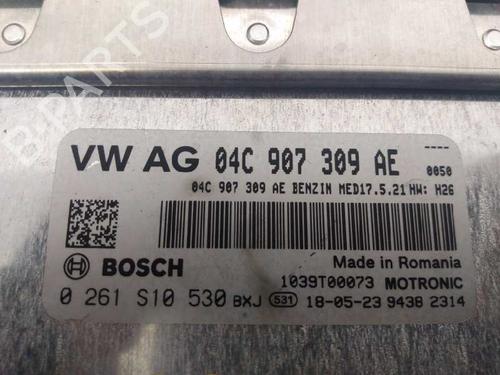 VW AG 04C 907 309 AE
----
0050
04C 907 309 AE BENZIN MED17.5.21 HW: H26
Made in Romania
BOSCH
1039T00073 MOTRONIC
0 261 S10 530 BXJ 531 18-05-23 9438 2314
B-PARTS